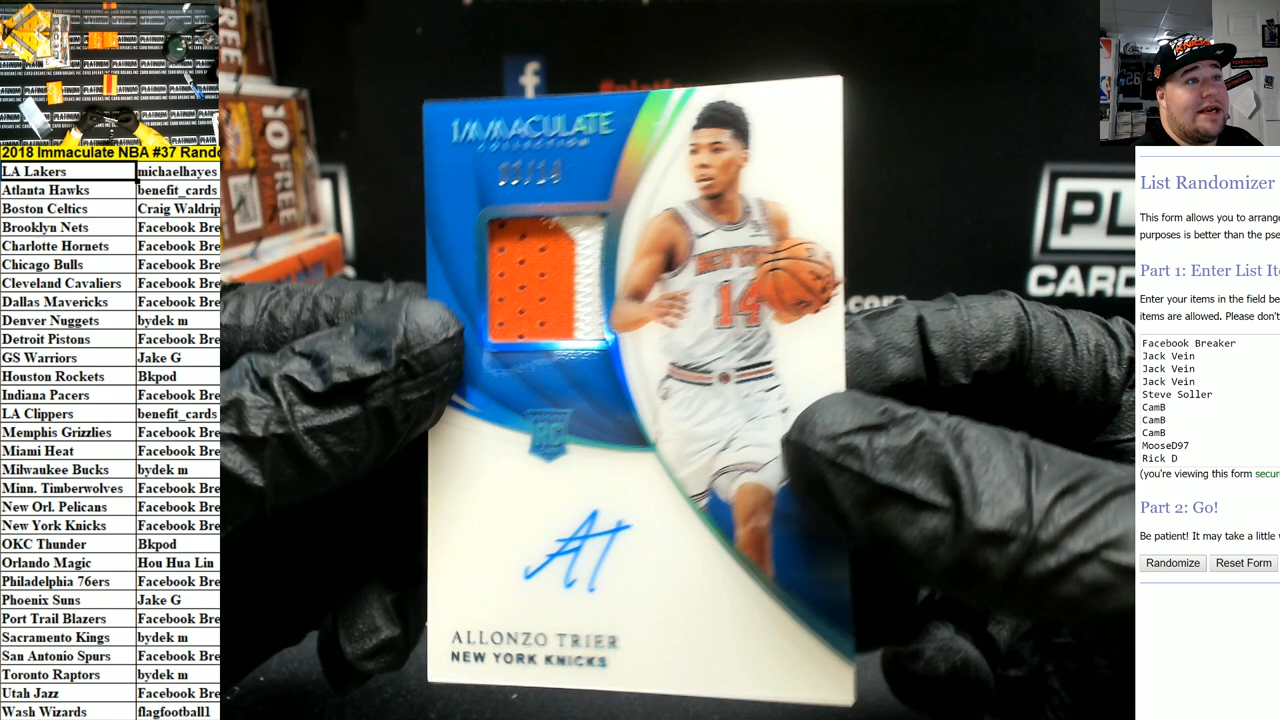 2018 Immaculate NBA #37 Rando
LA Lakers michaelhayes
Atlanta Hawks benefit_cards
Boston Celtics Craig Waldrip
Brooklyn Nets Facebook Bre
Charlotte Hornets Facebook Bre
Chicago Bulls Facebook Bre
Cleveland Cavaliers Facebook Bre
Dallas Mavericks Facebook Bre
Denver Nuggets bydek m
Detroit Pistons Facebook Bre
GS Warriors Jake G
Houston Rockets Bkpod
Indiana Pacers Facebook Bre
LA Clippers benefit_cards
Memphis Grizzlies Facebook Bre
Miami Heat Facebook Bre
Milwaukee Bucks bydek m
Minn. Timberwolves Facebook Bre
New Orl. Pelicans Facebook Bre
New York Knicks Facebook Bre
OKC Thunder Bkpod
Orlando Magic Hou Hua Lin
Philadelphia 76ers Facebook Bre
Phoenix Suns Jake G
Port Trail Blazers Facebook Bre
Sacramento Kings bydek m
San Antonio Spurs Facebook Bre
Toronto Raptors bydek m
Utah Jazz Facebook Bre
Wash Wizards flagfootball1
FREE
10 FREE
f
IMMACULATE
COLLECTION
NEW YORK
14
RC
AT
ALLONZO TRIER
NEW YORK KNICKS
PL
CARD
.com
KNICKS
List Randomizer
This form allows you to arrang
purposes is better than the pse
Part 1: Enter List It
Enter your items in the field be
items are allowed. Please don't
Facebook Breaker
Jack Vein
Jack Vein
Jack Vein
Steve Soller
CamB
CamB
CamB
MooseD97
Rick D
(you're viewing this form secur
Part 2: Go!
Be patient! It may take a little
Randomize Reset Form